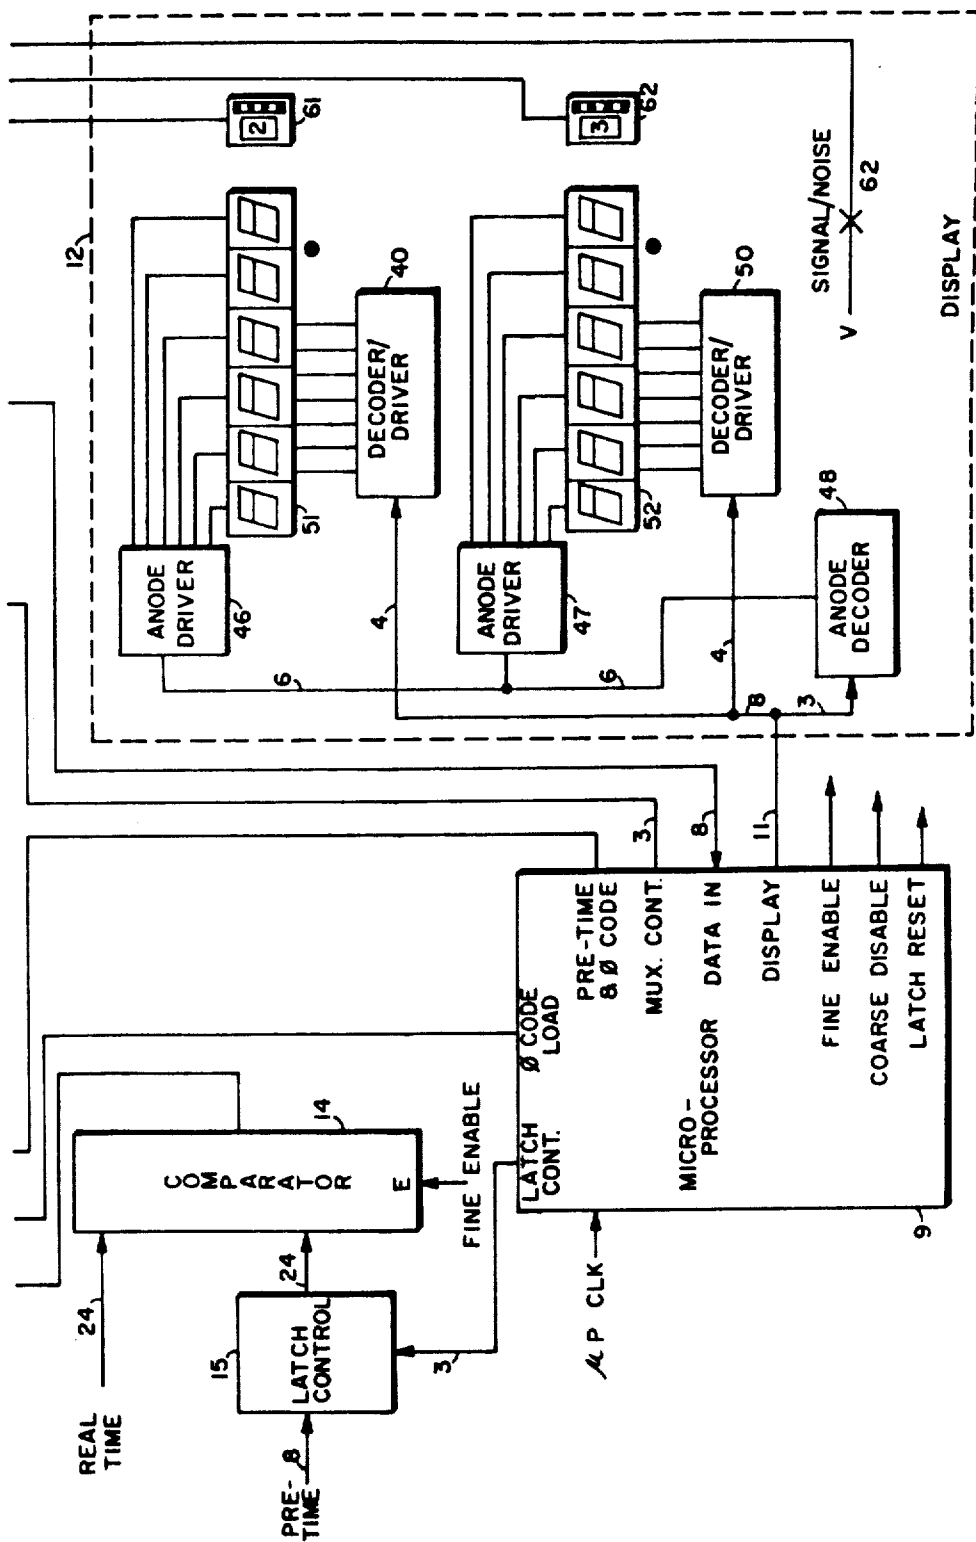 REAL
TIME
24
PRE-
TIME
8
15
LATCH
CONTROL
24
3
COMPARATOR
E
14
FINE ENABLE
µP CLK
LATCH
CONT.
Ø CODE
LOAD
MICRO-
PROCESSOR
9
PRE-TIME
& Ø CODE
MUX. CONT.
DATA IN
DISPLAY
FINE ENABLE
COARSE DISABLE
LATCH RESET
3
8
11
12
ANODE
DRIVER
46
6
51
2
61
DECODER/
DRIVER
40
4
ANODE
DRIVER
47
6
52
3
62
DECODER/
DRIVER
50
4
8
3
ANODE
DECODER
48
V
SIGNAL/NOISE
62
DISPLAY